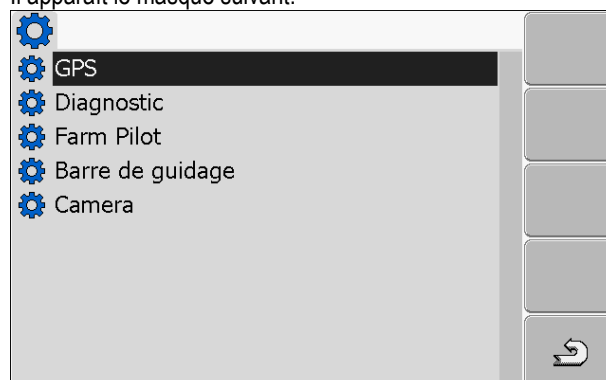 Il apparaît le masque suivant:
GPS
Diagnostic
Farm Pilot
Barre de guidage
Camera